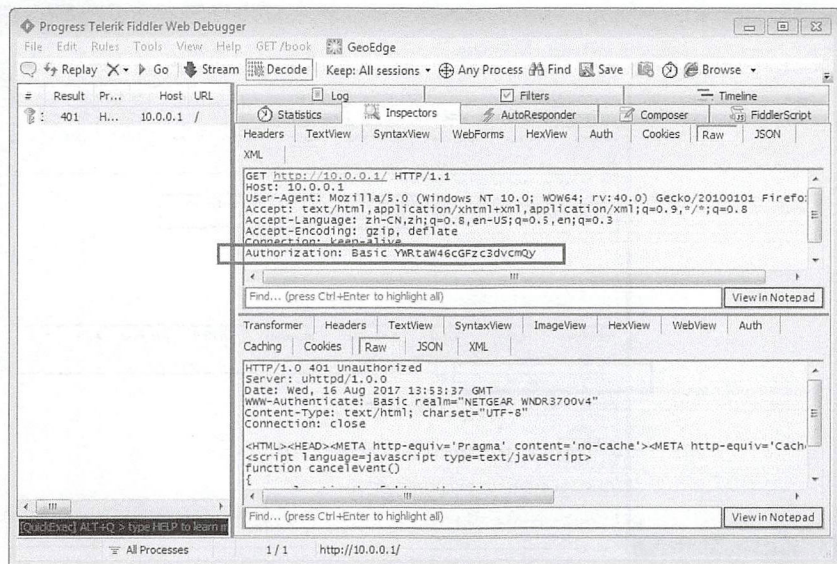 Progress Telerik Fiddler Web Debugger
File Edit Rules Tools View Help GET /book GeoEdge
Replay X Go Stream Decode Keep: All sessions Any Process Find Save Browse
# Result Pr... Host URL
1 401 H... 10.0.0.1 /
Log Filters Timeline
Statistics Inspectors AutoResponder Composer FiddlerScript
Headers TextView SyntaxView WebForms HexView Auth Cookies Raw JSON
XML
GET http://10.0.0.1/ HTTP/1.1
Host: 10.0.0.1
User-Agent: Mozilla/5.0 (Windows NT 10.0; WOW64; rv:40.0) Gecko/20100101 Firefo
Accept: text/html,application/xhtml+xml,application/xml;q=0.9,*/*;q=0.8
Accept-Language: zh-CN,zh;q=0.8,en-US;q=0.5,en;q=0.3
Accept-Encoding: gzip, deflate
Connection: keep-alive
Authorization: Basic YWRtaW46cGFzc3dvcmQy
Find... (press Ctrl+Enter to highlight all) View in Notepad
Transformer Headers TextView SyntaxView ImageView HexView WebView Auth
Caching Cookies Raw JSON XML
HTTP/1.0 401 Unauthorized
Server: uhttpd/1.0.0
Date: Wed, 16 Aug 2017 13:53:37 GMT
WWW-Authenticate: Basic realm="NETGEAR WNDR3700v4"
Content-Type: text/html; charset="UTF-8"
Connection: close
<HTML><HEAD><META http-equiv='Pragma' content='no-cache'><META http-equiv='Cach
<script language=javascript type=text/javascript>
function cancelevent()
{
Find... (press Ctrl+Enter to highlight all) View in Notepad
[QuickExec] ALT+Q > type HELP to learn m
All Processes 1 / 1 http://10.0.0.1/